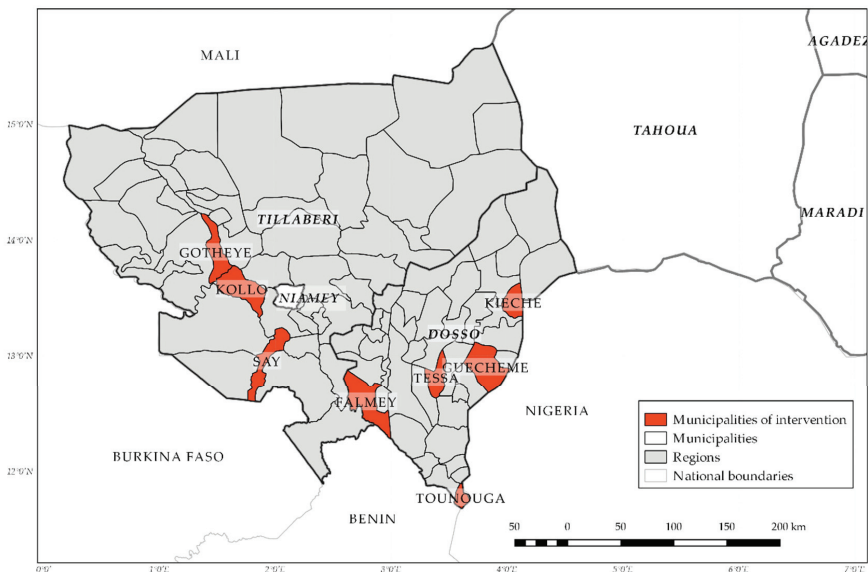 AGADEZ
MALI
15°0'N
TAHOUA
MARADI
TILLABERI
14°0'N
GOTHEYE
KOLLO
NIAMEY
KIECHE
5
DOSSO
13°0'N
SAY
GUECHEME
TESSA
FALMEY
NIGERIA
Municipalities of intervention
Municipalities
Regions
National boundaries
BURKINA FASO
12°0'N
TOUNOUGA
BENIN
50 0 50 100 150 200 km
0°0'E 1°0'E 2°0'E 3°0'E 4°0'E 5°0'E 6°0'E 7°0'E